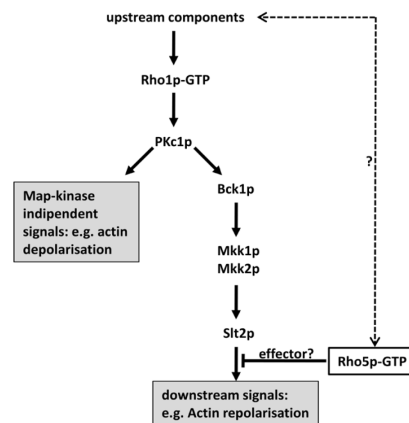 upstream components
Rho1p-GTP
PKc1p
Map-kinase
indipendent
signals: e.g. actin
depolarisation
Bck1p
?
Mkk1p
Mkk2p
Slt2p
effector?
Rho5p-GTP
downstream signals:
e.g. Actin repolarisation